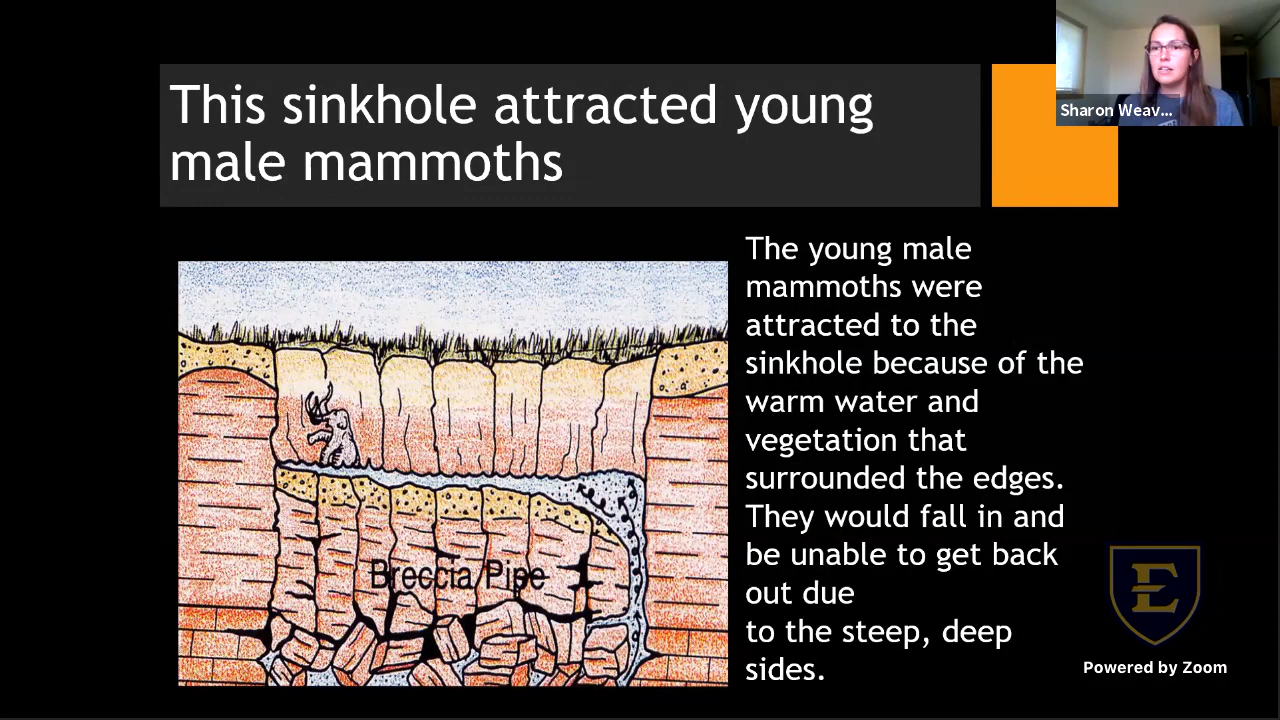 This sinkhole attracted young
male mammoths
Sharon Weav...
The young male
mammoths were
attracted to the
sinkhole because of the
warm water and
vegetation that
surrounded the edges.
They would fall in and
be unable to get back
out due
to the steep, deep
sides.
Breccia Pipe
E
Powered by Zoom